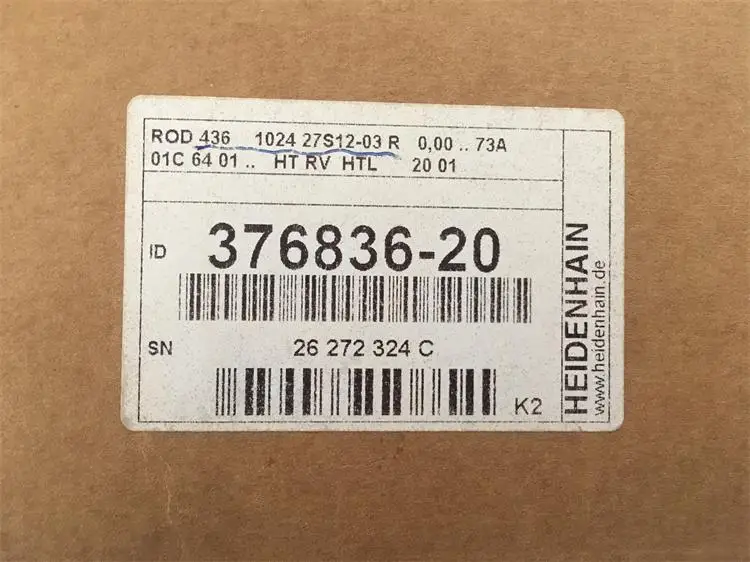 ROD 436 1024 27S12-03 R 0,00 .. 73A
01C 64 01 .. HT RV HTL 20 01
ID 376836-20
SN 26 272 324 C
K2
HEIDENHAIN
www.heidenhain.de